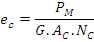 e_c = P_M / (G.A_C.N_C)